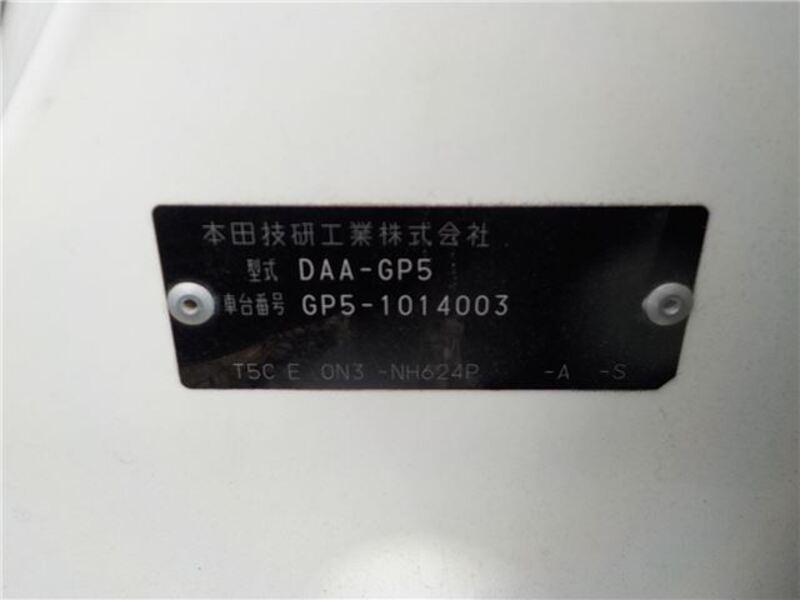 本田技研工業株式会社
型式 DAA-GP5
車台番号 GP5-1014003
T5C E 0N3 -NH624P -A -S